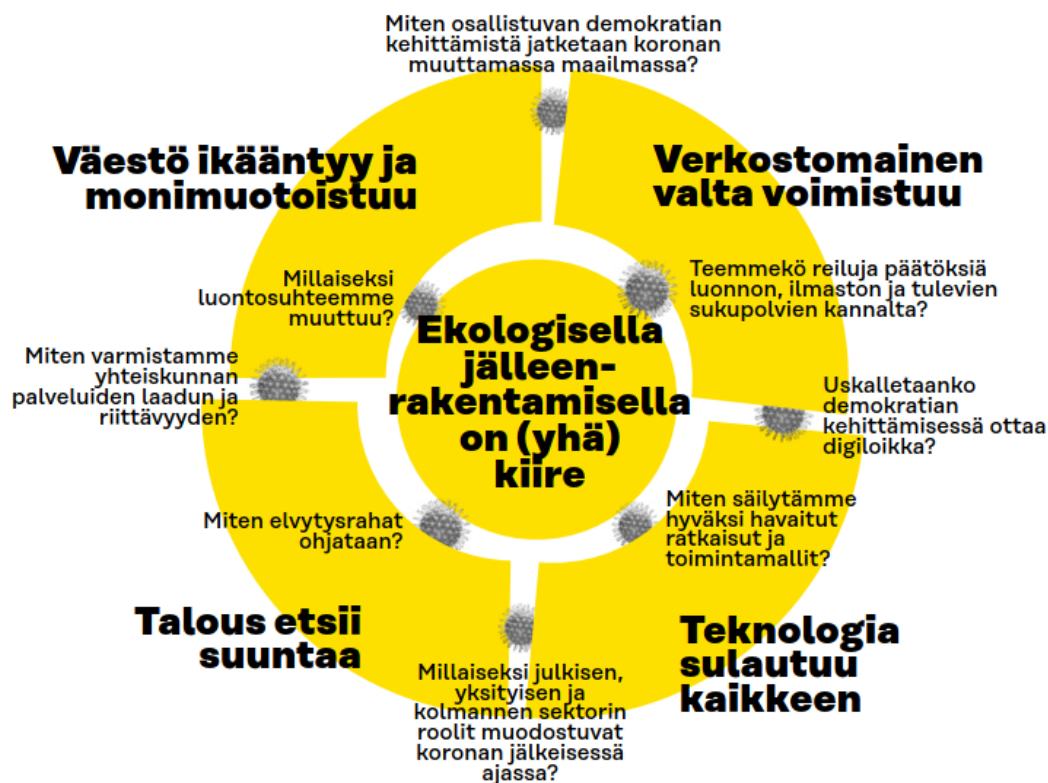 Miten osallistuvan demokratian
kehittämistä jatketaan koronan
muuttamassa maailmassa?
Väestö ikääntyy ja
monimuotoistuu
Verkostomainen
valta voimistuu
Millaiseksi
luontosuhteemme
muuttuu?
Teemmekö reiluja päätöksiä
luonnon, ilmaston ja tulevien
sukupolvien kannalta?
Ekologisella
jälleen-
rakentamisella
on (yhä)
kiire
Miten varmistamme
yhteiskunnan
palveluiden laadun ja
riittävyyden?
Uskalletaanko
demokratian
kehittämisessä ottaa
digiloikka?
Miten elvytysrahat
ohjataan?
Miten säilytämme
hyväksi havaitut
ratkaisut ja
toimintamallit?
Talous etsii
suuntaa
Teknologia
sulautuu
kaikkeen
Millaiseksi julkisen,
yksityisen ja
kolmannen sektorin
roolit muodostuvat
koronan jälkeisessä
ajassa?